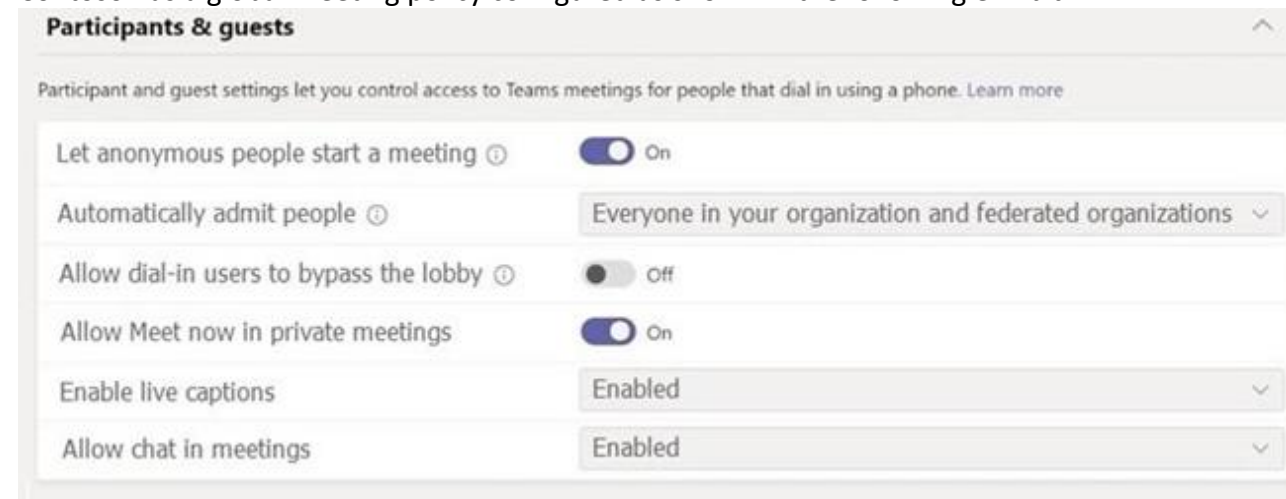 Participants & guests
Participant and guest settings let you control access to Teams meetings for people that dial in using a phone. Learn more
Let anonymous people start a meeting On
Automatically admit people Everyone in your organization and federated organizations
Allow dial-in users to bypass the lobby Off
Allow Meet now in private meetings On
Enable live captions Enabled
Allow chat in meetings Enabled